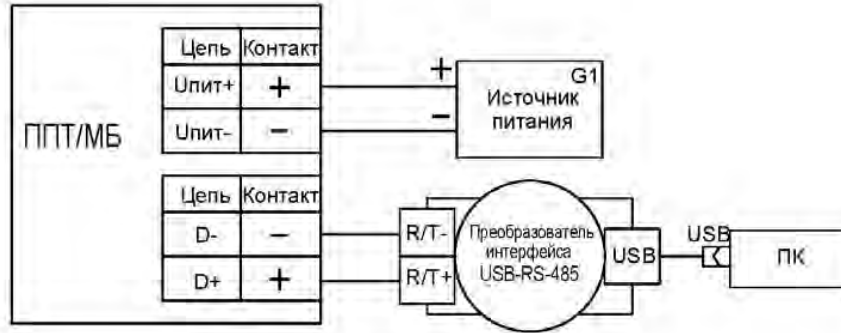 ППТ/МБ
Цепь Контакт
Uпит+ +
Uпит- −
Цепь Контакт
D- −
D+ +
+
−
G1
Источник
питания
R/T-
R/T+
Преобразователь
интерфейса
USB-RS-485
USB
USB
ПК